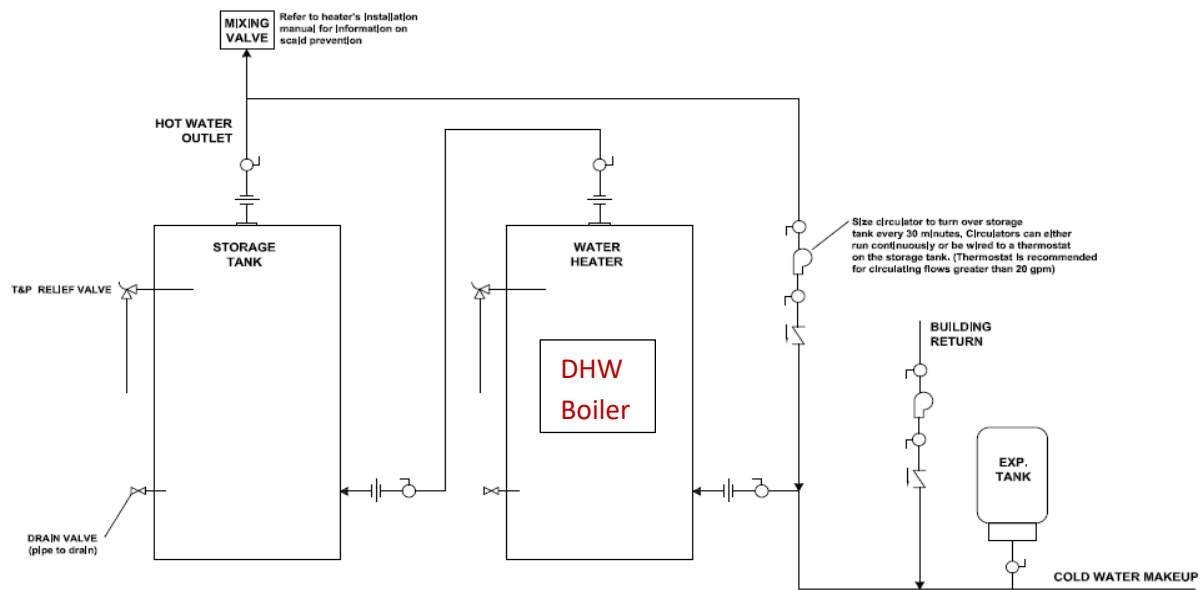 MIXING
VALVE
Refer to heater's installation
manual for information on
scald prevention
HOT WATER
OUTLET
STORAGE
TANK
WATER
HEATER
Size circulator to turn over storage
tank every 30 minutes. Circulators can either
run continuously or be wired to a thermostat
on the storage tank. (Thermostat is recommended
for circulating flows greater than 20 gpm)
T&P RELIEF VALVE
BUILDING
RETURN
DHW
Boiler
EXP.
TANK
DRAIN VALVE
(pipe to drain)
COLD WATER MAKEUP